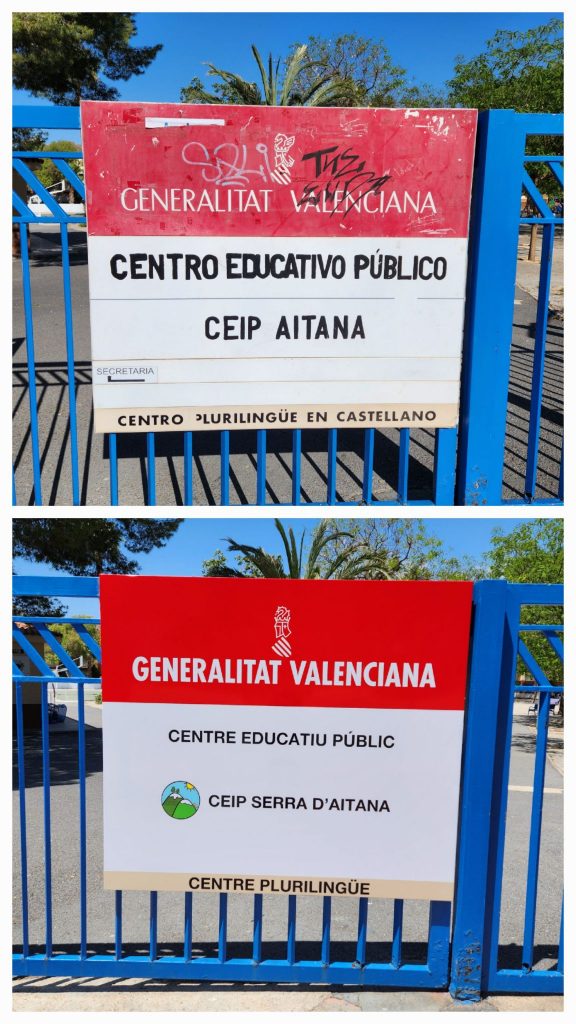 GENERALITAT VALENCIANA
CENTRO EDUCATIVO PÚBLICO
CEIP AITANA
SECRETARIA
CENTRO PLURILINGÜE EN CASTELLANO
GENERALITAT VALENCIANA
CENTRE EDUCATIU PÚBLIC
CEIP SERRA D'AITANA
CENTRE PLURILINGÜE